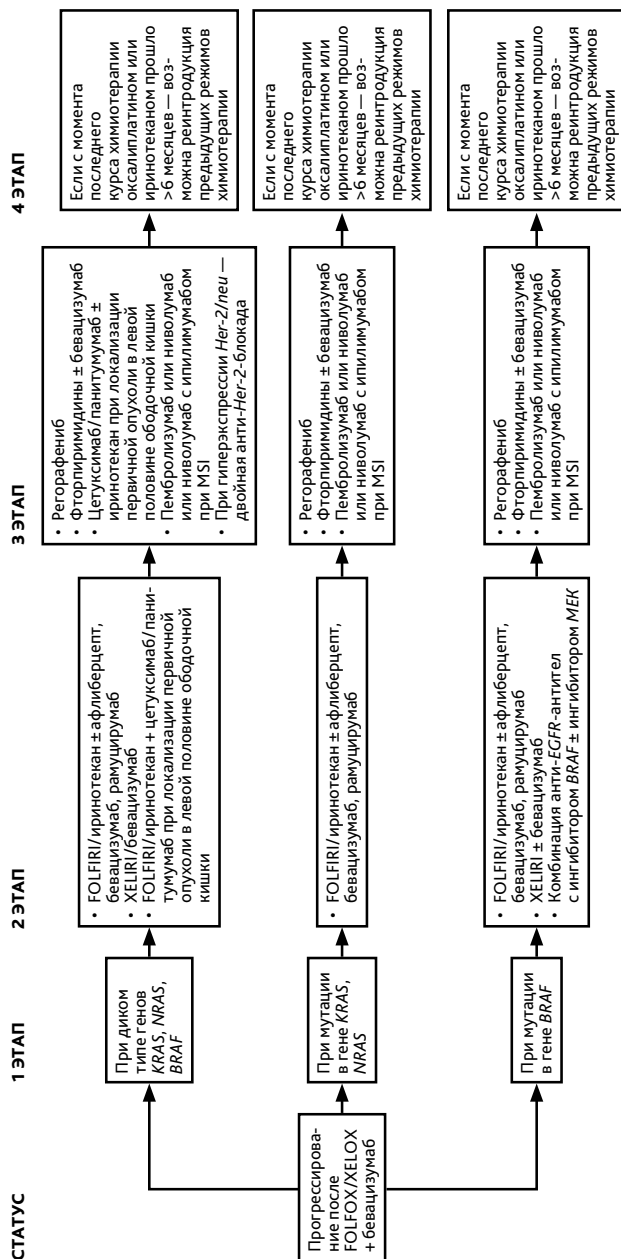 СТАТУС
1 ЭТАП
2 ЭТАП
3 ЭТАП
4 ЭТАП
Прогрессирова-
ние после
FOLFOX/XELOX
+ бевацизумаб
При диком
типе генов
KRAS, NRAS,
BRAF
• FOLFIRI/иринотекан ± афлиберцепт,
бевацизумаб, рамуцирумаб
• XELIRI/бевацизумаб
• FOLFIRI/иринотекан + цетуксимаб/пани-
тумумаб при локализации первичной
опухоли в левой половине ободочной
кишки
• Регорафениб
• Фторпиримидины ± бевацизумаб
• Цетуксимаб/панитумумаб ±
иринотекан при локализации
первичной опухоли в левой
половине ободочной кишки
• Пембролизумаб или ниволумаб
или ниволумаб с ипилимумабом
при MSI
• При гиперэкспрессии Her-2/neu —
двойная анти-Her-2-блокада
Если с момента
последнего
курса химиотерапии
оксалиплатином или
иринотеканом прошло
>6 месяцев — воз-
можна реинтродукция
предыдущих режимов
химиотерапии
При мутации
в гене KRAS,
NRAS
• FOLFIRI/иринотекан ± афлиберцепт,
бевацизумаб, рамуцирумаб
• Регорафениб
• Фторпиримидины ± бевацизумаб
• Пембролизумаб или ниволумаб
или ниволумаб с ипилимумабом
при MSI
Если с момента
последнего
курса химиотерапии
оксалиплатином или
иринотеканом прошло
>6 месяцев — воз-
можна реинтродукция
предыдущих режимов
химиотерапии
При мутации
в гене BRAF
• FOLFIRI/иринотекан ± афлиберцепт,
бевацизумаб, рамуцирумаб
• XELIRI ± бевацизумаб
• Комбинация анти-EGFR-антител
с ингибитором BRAF ± ингибитором MEK
• Регорафениб
• Фторпиримидины ± бевацизумаб
• Пембролизумаб или ниволумаб
или ниволумаб с ипилимумабом
при MSI
Если с момента
последнего
курса химиотерапии
оксалиплатином или
иринотеканом прошло
>6 месяцев — воз-
можна реинтродукция
предыдущих режимов
химиотерапии